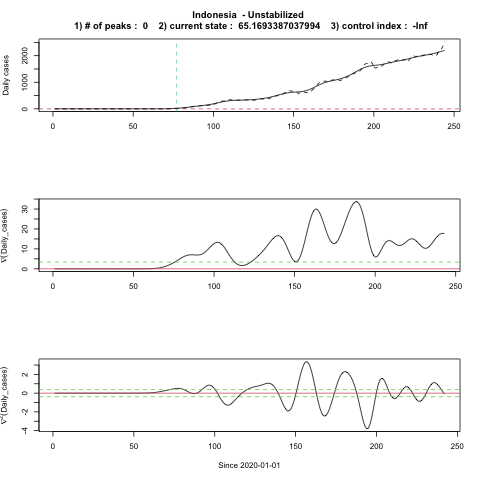 Indonesia - Unstabilized
1) # of peaks : 0 2) current state : 65.1693387037994 3) control index : -Inf
Daily cases
0 1000 2000
0 50 100 150 200 250
∇(Daily_cases)
0 10 20 30
0 50 100 150 200 250
∇²(Daily_cases)
-4 -2 0 2
0 50 100 150 200 250
Since 2020-01-01